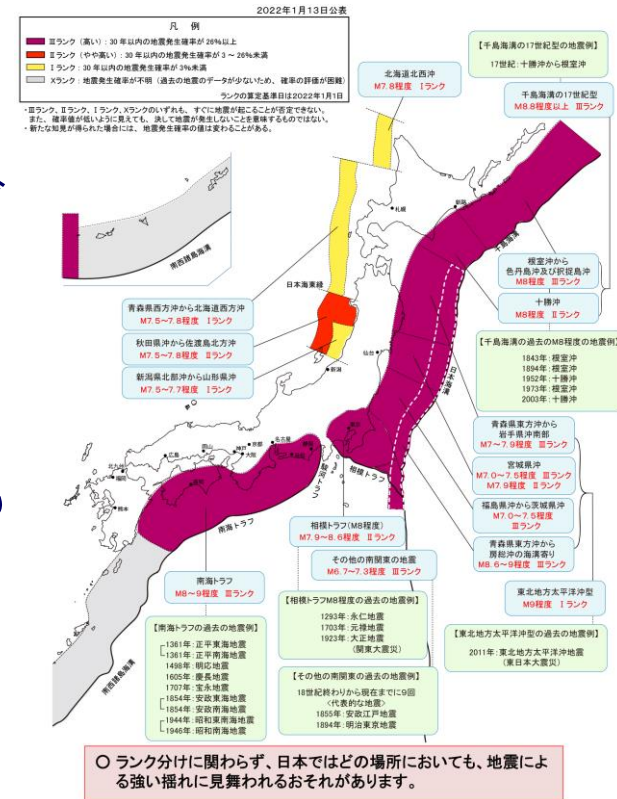 2022年1月13日公表
凡 例
Ⅲランク(高い):30年以内の地震発生確率が26%以上
Ⅱランク(やや高い):30年以内の地震発生確率が3~26%未満
Ⅰランク:30年以内の地震発生確率が3%未満
Xランク:地震発生確率が不明(過去の地震のデータが少ないため、確率の評価が困難)
ランクの算定基準日は2022年1月1日
・Ⅲランク、Ⅱランク、Ⅰランク、Xランクのいずれも、すぐに地震が起こることが否定できない。
また、確率値が低いように見えても、決して地震が発生しないことを意味するものではない。
・新たな知見が得られた場合には、地震発生確率の値は変わることがある。
北海道北西沖
M7.8程度 Ⅰランク
【千島海溝の17世紀型の地震例】
17世紀:十勝沖から根室沖
千島海溝の17世紀型
M8.8程度以上 Ⅲランク
南西諸島海溝
札幌
釧路
千島海溝
根室沖から
色丹島沖及び択捉島沖
M8程度 Ⅲランク
十勝沖
M8程度 Ⅱランク
日本海東縁
青森県西方沖から北海道西方沖
M7.5~7.8程度 Ⅰランク
秋田県沖から佐渡島北方沖
M7.5~7.8程度 Ⅱランク
新潟県北部沖から山形県沖
M7.5~7.7程度 Ⅰランク
仙台
新潟
日本海溝
【千島海溝の過去のM8程度の地震例】
1843年:根室沖
1894年:根室沖
1952年:十勝沖
1973年:根室沖
2003年:十勝沖
青森県東方沖から
岩手県沖南部
M7~7.9程度 Ⅲランク
宮城県沖
M7.0~7.5程度 Ⅲランク
M7.9程度 Ⅱランク
福島県沖から茨城県沖
M7.0~7.5程度
Ⅲランク
青森県東方沖から
房総沖の海溝寄り
M8.6~9程度 Ⅲランク
東北地方太平洋沖型
M9程度 Ⅰランク
【東北地方太平洋沖型の過去の地震例】
2011年:東北地方太平洋沖地震
(東日本大震災)
東京
名古屋
静岡
京都
神戸
大阪
岡山
広島
高知
北九州
福岡
熊本
相模トラフ
駿河トラフ
南海トラフ
南西諸島海溝
相模トラフ(M8程度)
M7.9~8.6程度 Ⅱランク
その他の南関東の地震
M6.7~7.3程度 Ⅲランク
南海トラフ
M8~9程度 Ⅲランク
【南海トラフの過去の地震例】
1361年:正平東海地震
1361年:正平南海地震
1498年:明応地震
1605年:慶長地震
1707年:宝永地震
1854年:安政東海地震
1854年:安政南海地震
1944年:昭和東南海地震
1946年:昭和南海地震
【相模トラフM8程度の過去の地震例】
1293年:永仁地震
1703年:元禄地震
1923年:大正地震
(関東大震災)
【その他の南関東の過去の地震例】
18世紀終わりから現在までに9回
<代表的な地震>
1855年:安政江戸地震
1894年:明治東京地震
○ ランク分けに関わらず、日本ではどの場所においても、地震によ
る強い揺れに見舞われるおそれがあります。